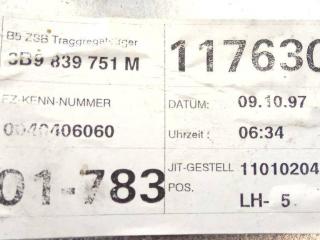 B5 ZSB Traggregatträger
3B9 839 751 M
117630
EZ-KENN-NUMMER
0040406060
DATUM: 09.10.97
Uhrzeit : 06:34
01-783
JIT-GESTELL 11010204
POS. LH- 5